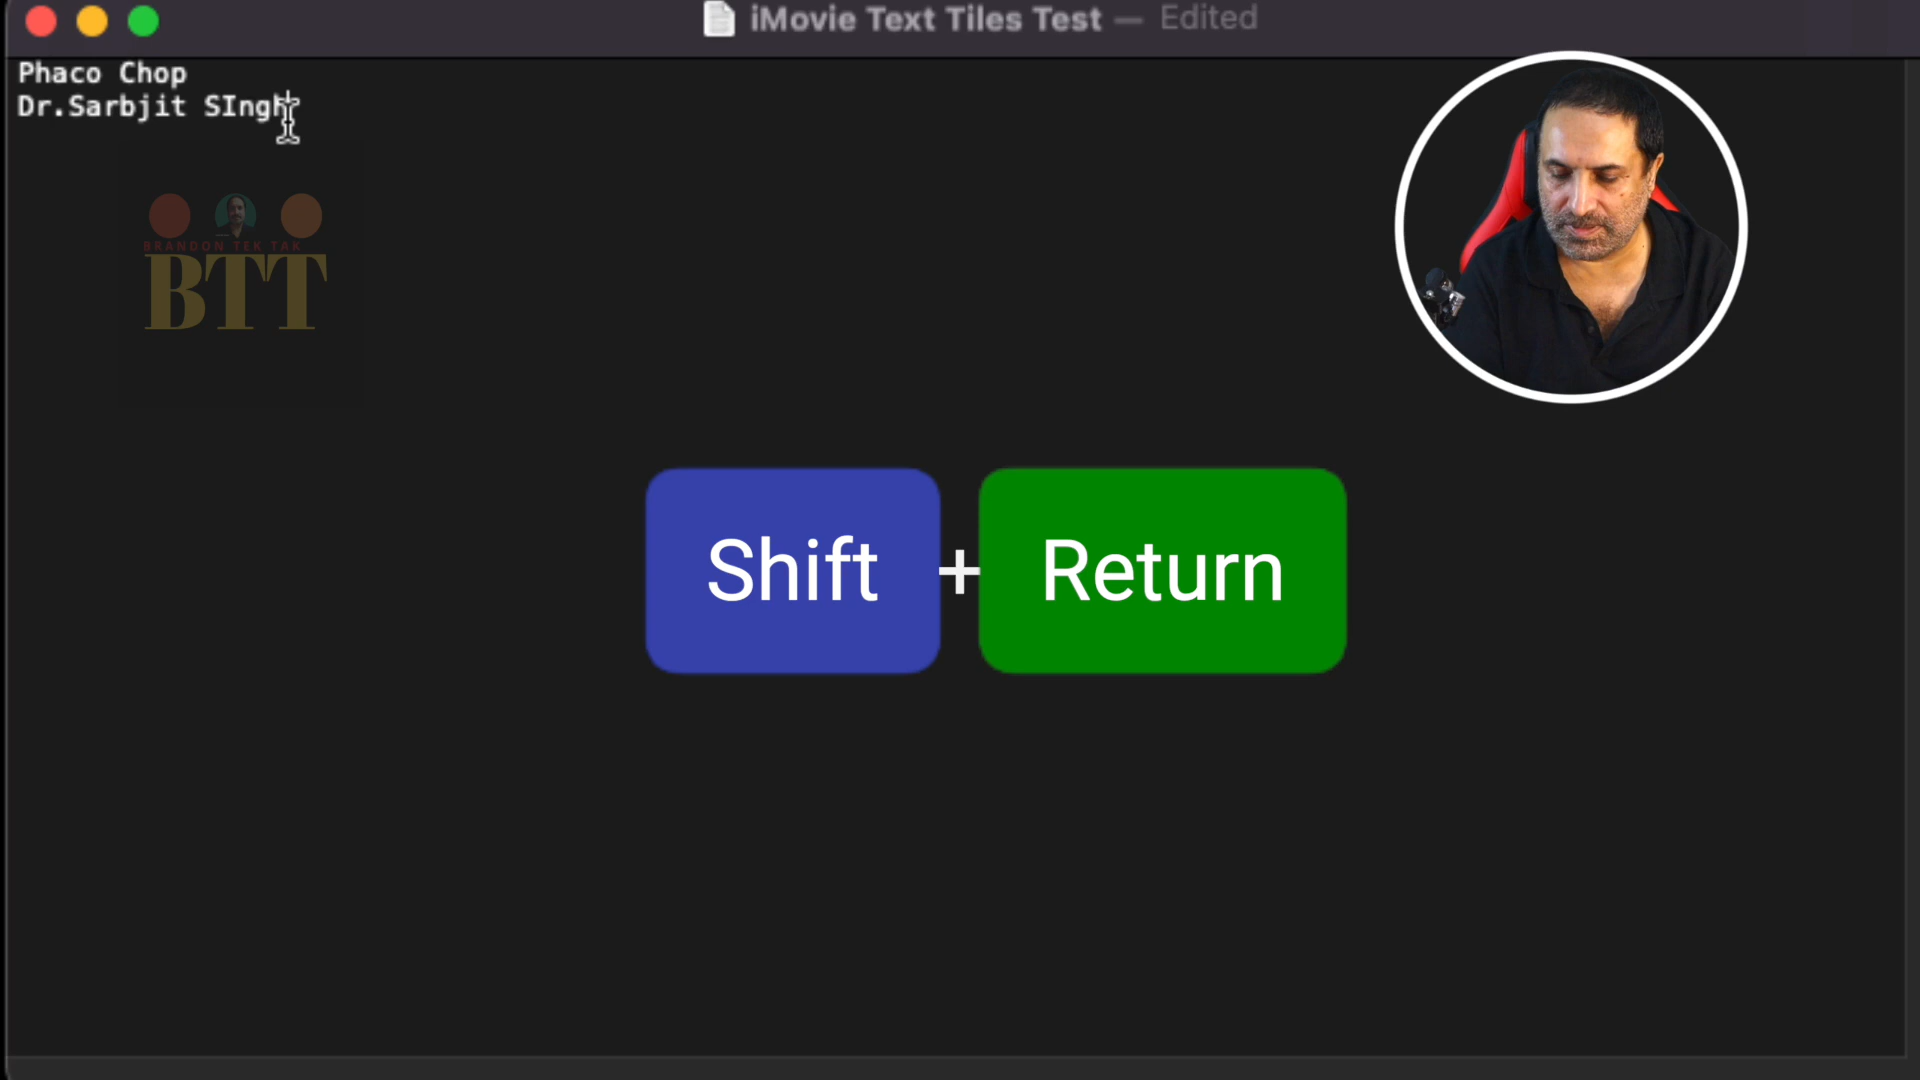 iMovie Text Tiles Test — Edited
Phaco Chop
Dr.Sarbjit SIngh
BRANDON TEK TAK
BTT
Shift + Return